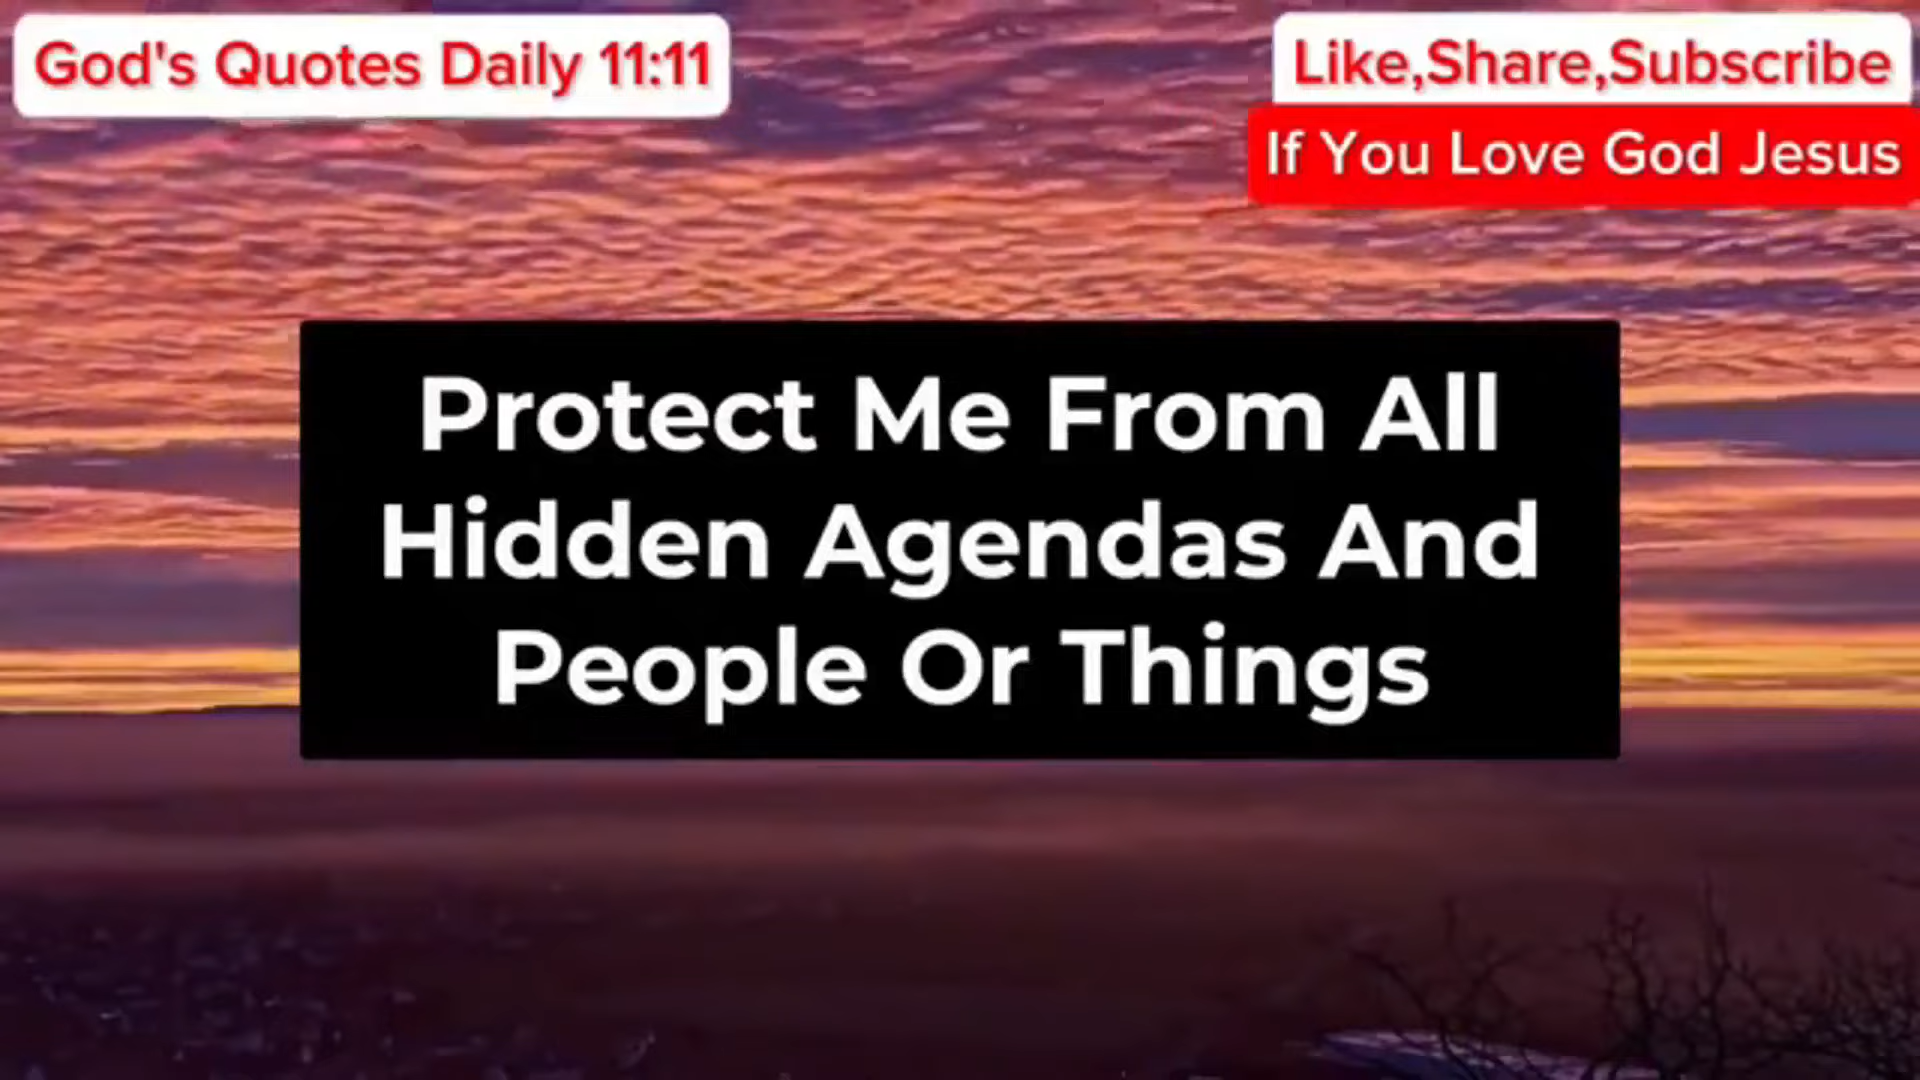 God's Quotes Daily 11:11
Like,Share,Subscribe
If You Love God Jesus
Protect Me From All
Hidden Agendas And
People Or Things